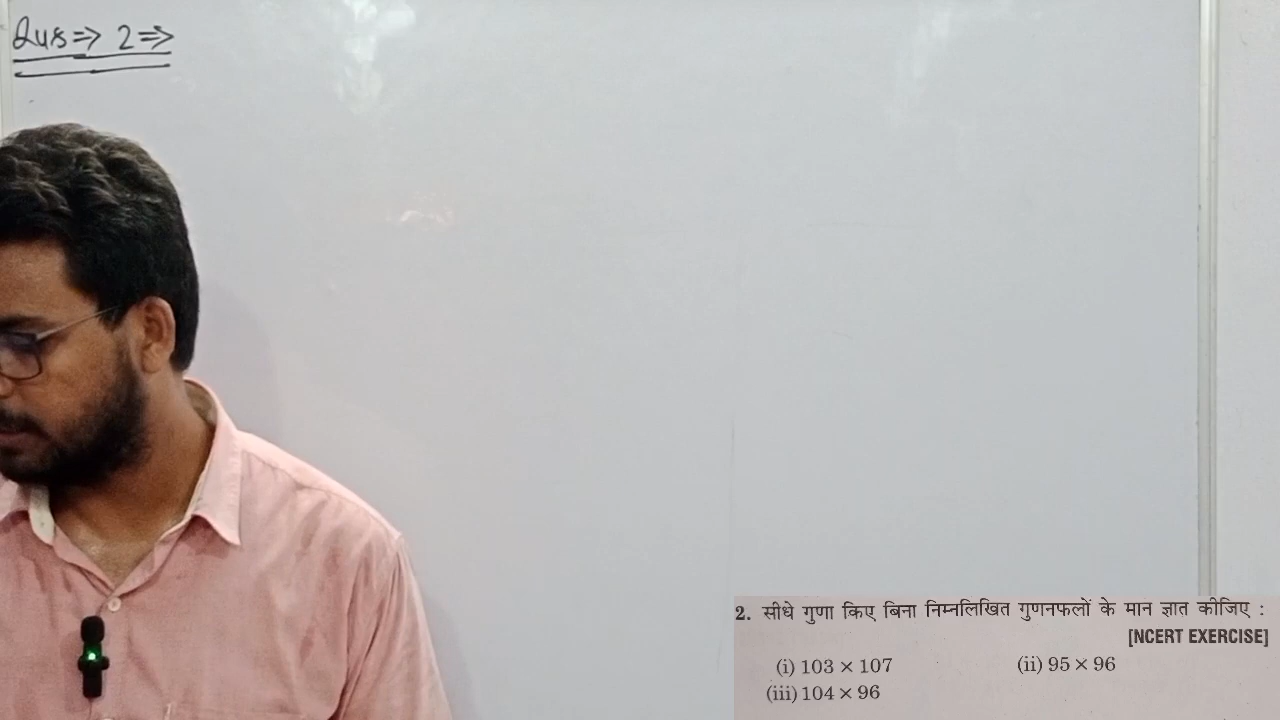 Qus⇒ 2⇒
2. सीधे गुणा किए बिना निम्नलिखित गुणनफलों के मान ज्ञात कीजिए :
[NCERT EXERCISE]
(i) 103 × 107 (ii) 95 × 96
(iii) 104 × 96